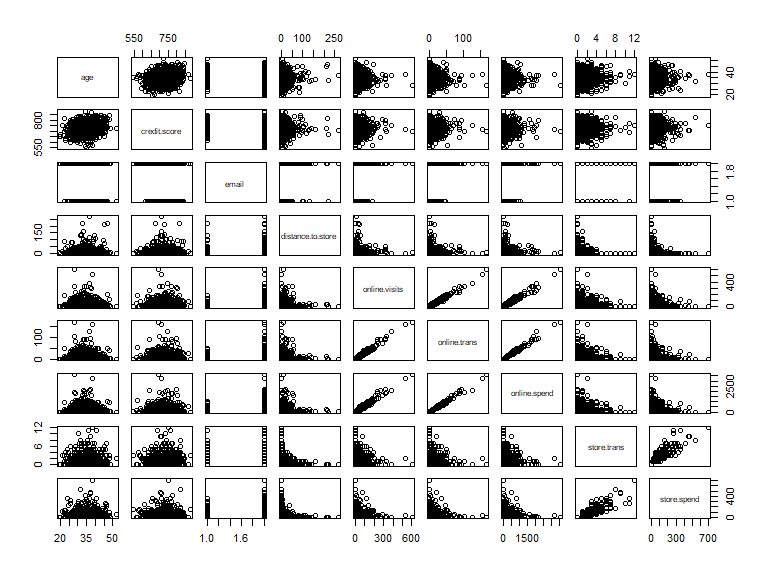 550 750 0 100 250 0 100 0 4 8 12
age 20 40
550 800 credit.score
email 1.0 1.8
0 150 distance.to.store
online.visits 0 400
0 100 online.trans
online.spend 0 2500
0 6 12 store.trans
store.spend 0 400
20 35 50 1.0 1.6 0 300 600 0 1500 0 300 700